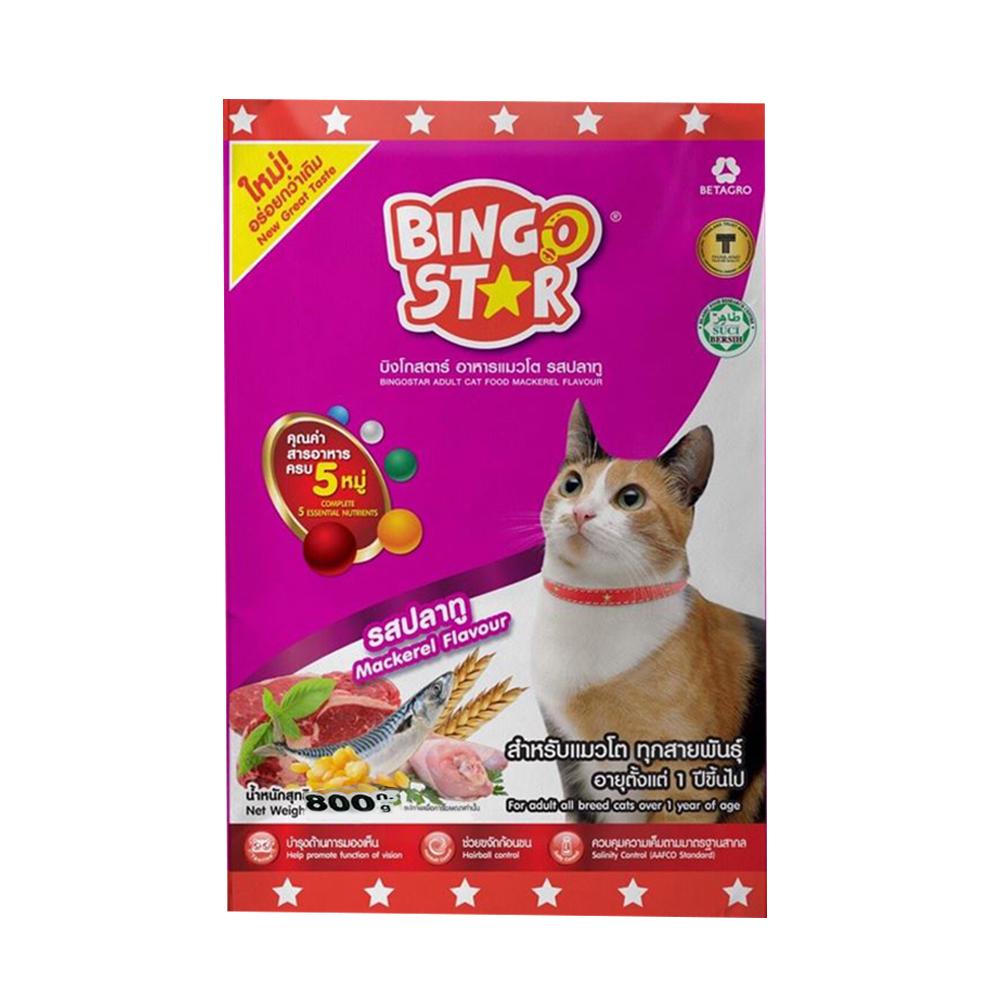 ใหม่!
อร่อยกว่าเดิม
New Great Taste
BETAGRO
BINGO
STAR
®
T
THAILAND
طاهر
SUCI
BERSIH
บิงโกสตาร์ อาหารแมวโต รสปลาทู
BINGOSTAR ADULT CAT FOOD MACKEREL FLAVOUR
คุณค่า
สารอาหาร
ครบ 5 หมู่
COMPLETE
5 ESSENTIAL NUTRIENTS
รสปลาทู
Mackerel Flavour
สำหรับแมวโต ทุกสายพันธุ์
อายุตั้งแต่ 1 ปีขึ้นไป
For adult all breed cats over 1 year of age
น้ำหนักสุทธิ
Net Weigh
800 ก.
g
บำรุงด้านการมองเห็น
Help promote function of vision
ช่วยขจัดก้อนขน
Hairball control
ควบคุมความเค็มตามมาตรฐานสากล
Salinity Control (AAFCO Standard)